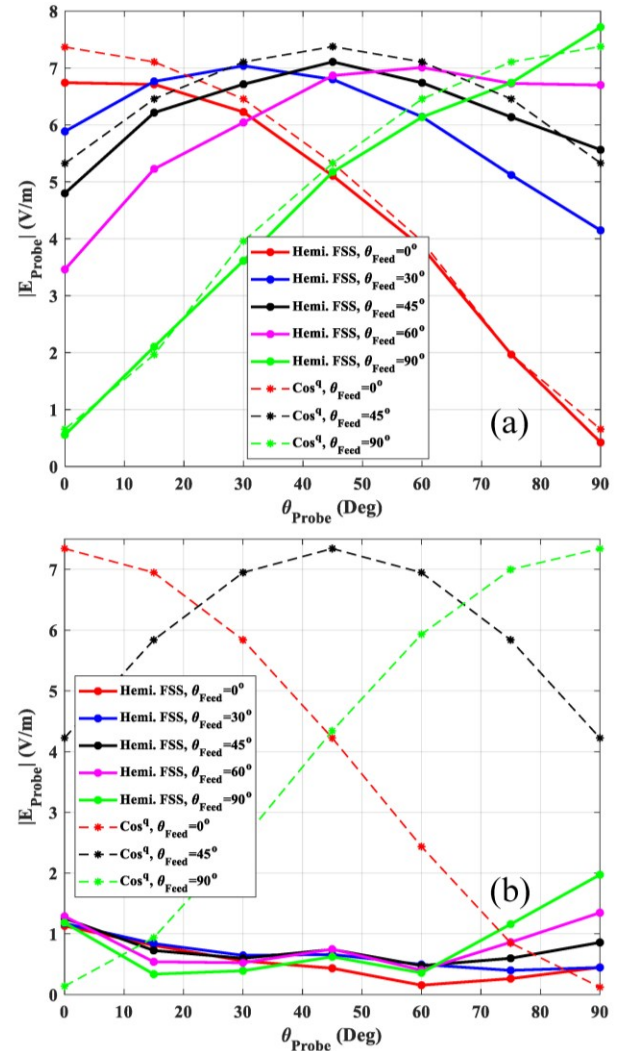 8
7
6
5
4
3
2
1
0
|E_Probe| (V/m)
Hemi. FSS, θ_Feed=0°
Hemi. FSS, θ_Feed=30°
Hemi. FSS, θ_Feed=45°
Hemi. FSS, θ_Feed=60°
Hemi. FSS, θ_Feed=90°
Cos^q, θ_Feed=0°
Cos^q, θ_Feed=45°
Cos^q, θ_Feed=90°
(a)
0 10 20 30 40 50 60 70 80 90
θ_Probe (Deg)
7
6
5
4
3
2
1
0
|E_Probe| (V/m)
Hemi. FSS, θ_Feed=0°
Hemi. FSS, θ_Feed=30°
Hemi. FSS, θ_Feed=45°
Hemi. FSS, θ_Feed=60°
Hemi. FSS, θ_Feed=90°
Cos^q, θ_Feed=0°
Cos^q, θ_Feed=45°
Cos^q, θ_Feed=90°
(b)
0 10 20 30 40 50 60 70 80 90
θ_Probe (Deg)